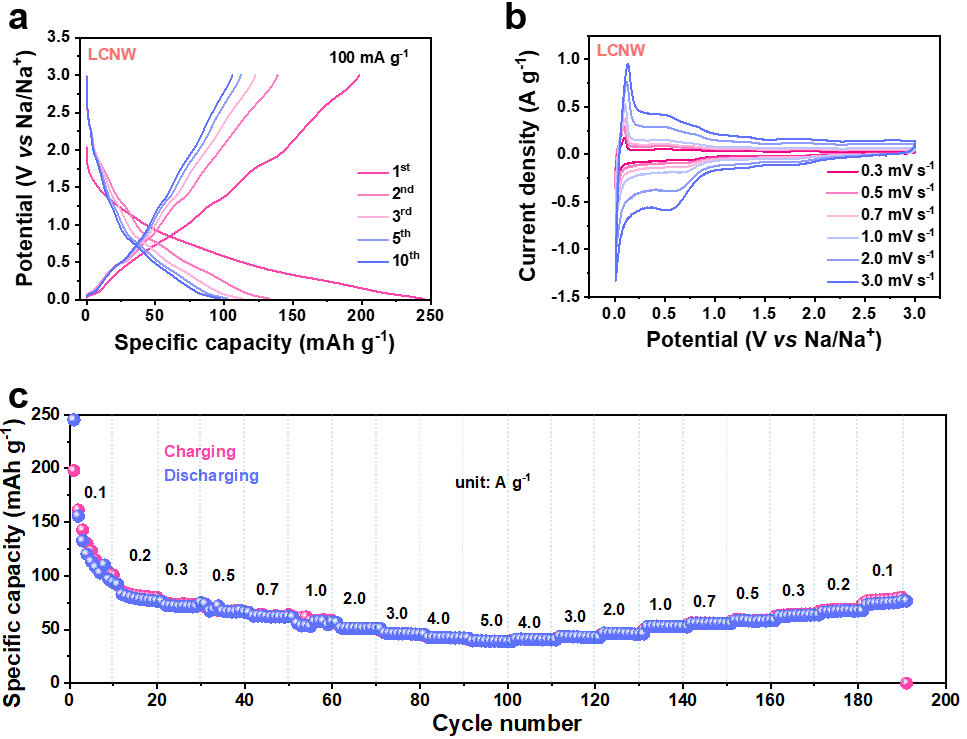 a
LCNW
100 mA g⁻¹
Potential (V vs Na/Na⁺)
3.5
3.0
2.5
2.0
1.5
1.0
0.5
0.0
1ˢᵗ
2ⁿᵈ
3ʳᵈ
5ᵗʰ
10ᵗʰ
0 50 100 150 200 250
Specific capacity (mAh g⁻¹)
b
LCNW
Current density (A g⁻¹)
1.0
0.5
0.0
-0.5
-1.0
-1.5
0.3 mV s⁻¹
0.5 mV s⁻¹
0.7 mV s⁻¹
1.0 mV s⁻¹
2.0 mV s⁻¹
3.0 mV s⁻¹
0.0 0.5 1.0 1.5 2.0 2.5 3.0
Potential (V vs Na/Na⁺)
c
Specific capacity (mAh g⁻¹)
250
200
150
100
50
0
Charging
Discharging
unit: A g⁻¹
0.1 0.2 0.3 0.5 0.7 1.0 2.0 3.0 4.0 5.0 4.0 3.0 2.0 1.0 0.7 0.5 0.3 0.2 0.1
0 20 40 60 80 100 120 140 160 180 200
Cycle number